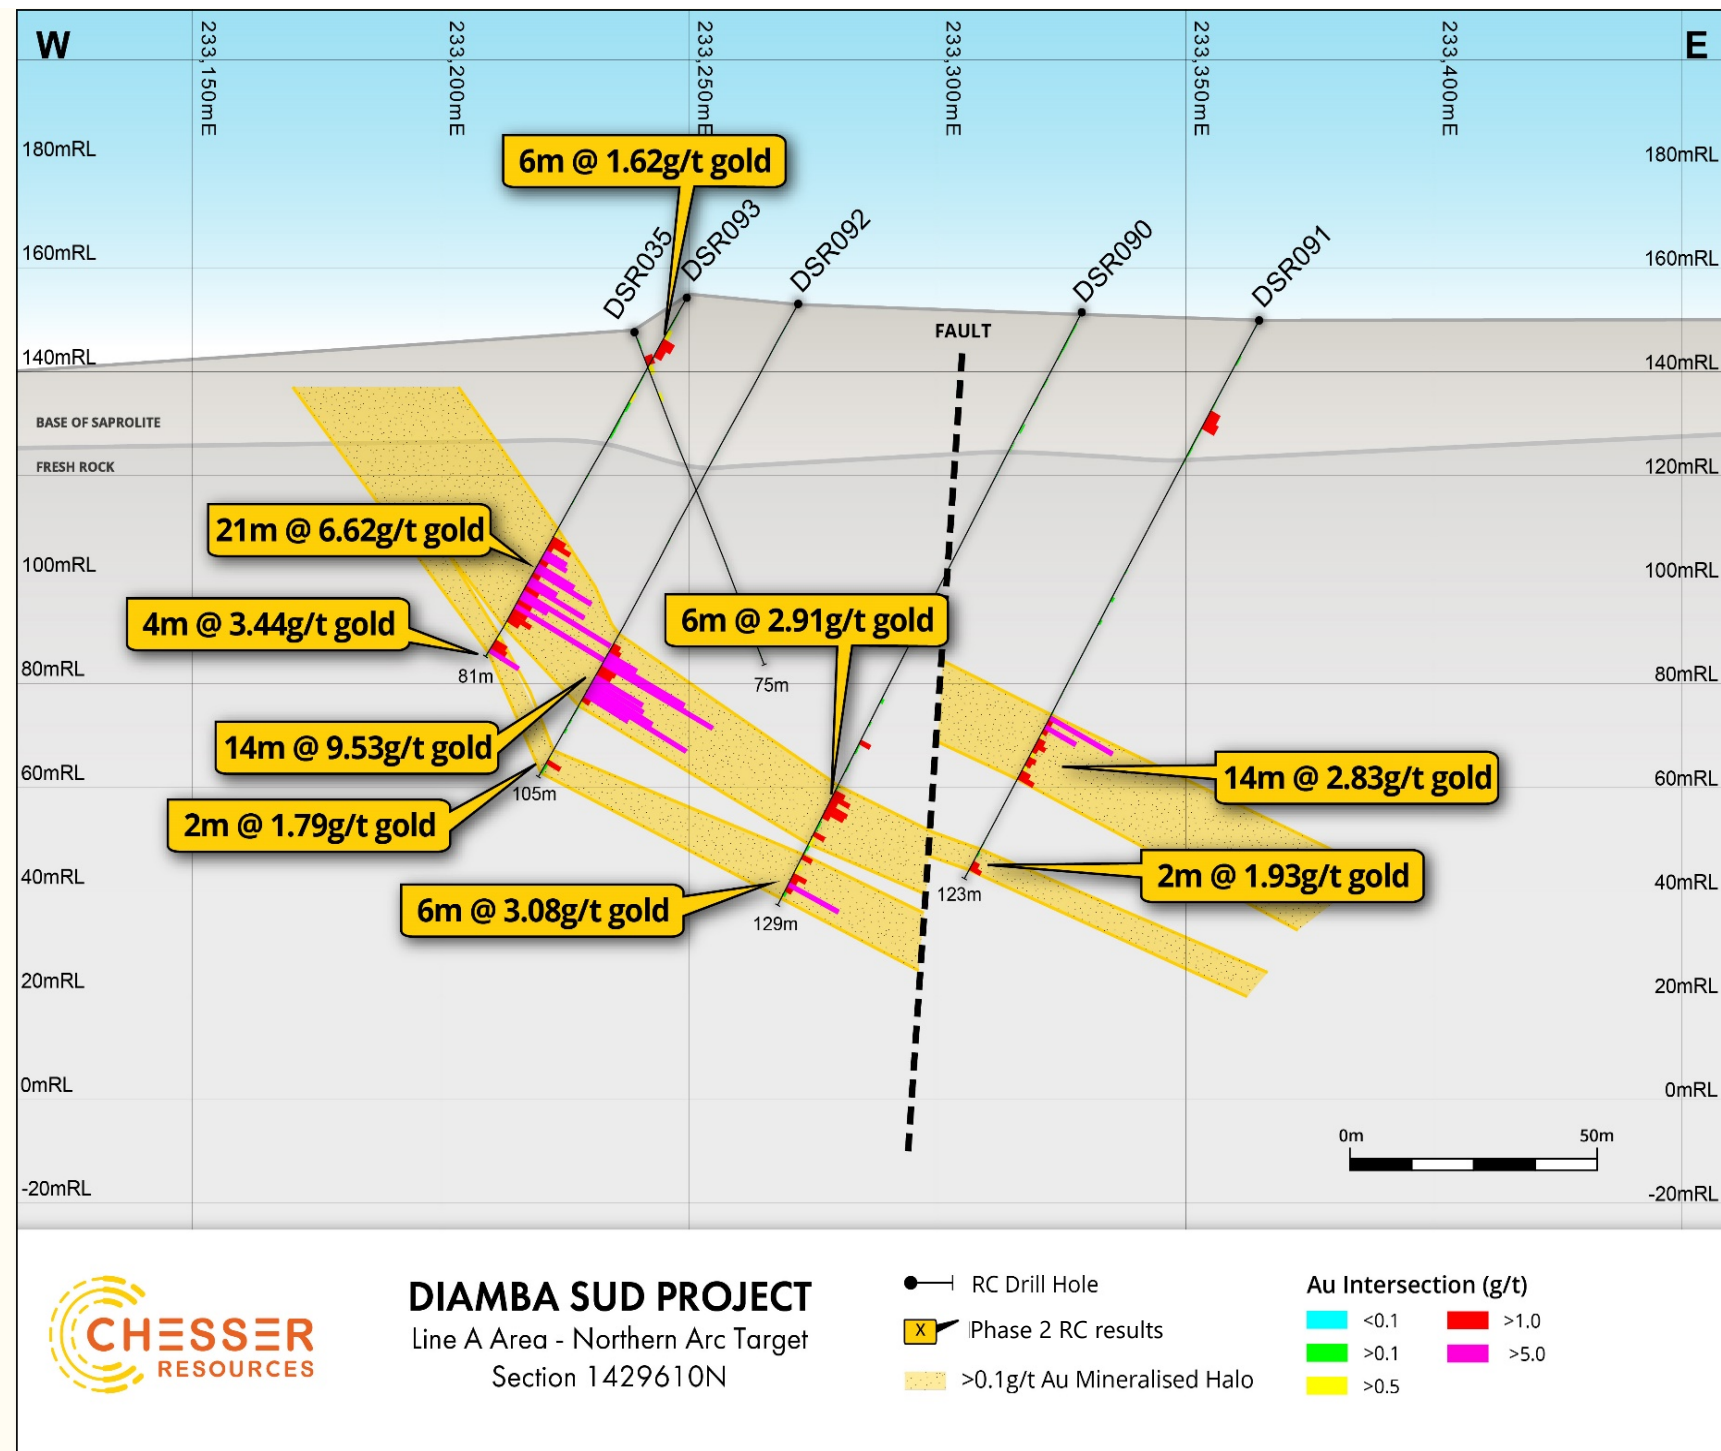 W
E
233,150mE
233,200mE
233,250mE
233,300mE
233,350mE
233,400mE
180mRL
180mRL
6m @ 1.62g/t gold
DSR035
DSR093
DSR092
DSR090
DSR091
160mRL
160mRL
FAULT
140mRL
140mRL
BASE OF SAPROLITE
FRESH ROCK
120mRL
21m @ 6.62g/t gold
100mRL
100mRL
4m @ 3.44g/t gold
6m @ 2.91g/t gold
80mRL
80mRL
81m
75m
14m @ 9.53g/t gold
14m @ 2.83g/t gold
60mRL
60mRL
105m
2m @ 1.79g/t gold
40mRL
40mRL
2m @ 1.93g/t gold
123m
6m @ 3.08g/t gold
129m
20mRL
20mRL
0mRL
0mRL
0m
50m
-20mRL
-20mRL
CHESSER
RESOURCES
DIAMBA SUD PROJECT
Line A Area - Northern Arc Target
Section 1429610N
RC Drill Hole
X
Phase 2 RC results
>0.1g/t Au Mineralised Halo
Au Intersection (g/t)
<0.1
>0.1
>0.5
>1.0
>5.0